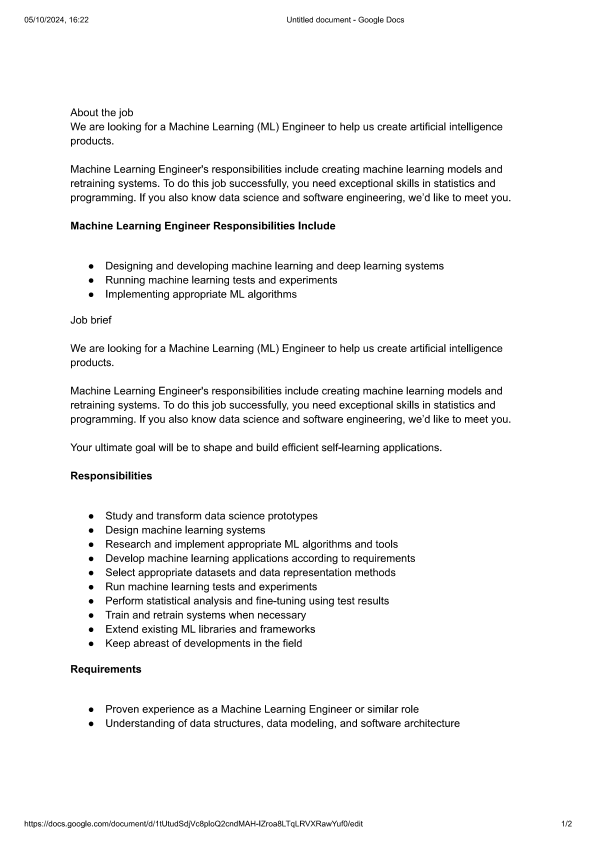 05/10/2024, 16:22
Untitled document - Google Docs
About the job
We are looking for a Machine Learning (ML) Engineer to help us create artificial intelligence
products.
Machine Learning Engineer's responsibilities include creating machine learning models and
retraining systems. To do this job successfully, you need exceptional skills in statistics and
programming. If you also know data science and software engineering, we’d like to meet you.
Machine Learning Engineer Responsibilities Include
● Designing and developing machine learning and deep learning systems
● Running machine learning tests and experiments
● Implementing appropriate ML algorithms
Job brief
We are looking for a Machine Learning (ML) Engineer to help us create artificial intelligence
products.
Machine Learning Engineer's responsibilities include creating machine learning models and
retraining systems. To do this job successfully, you need exceptional skills in statistics and
programming. If you also know data science and software engineering, we’d like to meet you.
Your ultimate goal will be to shape and build efficient self-learning applications.
Responsibilities
● Study and transform data science prototypes
● Design machine learning systems
● Research and implement appropriate ML algorithms and tools
● Develop machine learning applications according to requirements
● Select appropriate datasets and data representation methods
● Run machine learning tests and experiments
● Perform statistical analysis and fine-tuning using test results
● Train and retrain systems when necessary
● Extend existing ML libraries and frameworks
● Keep abreast of developments in the field
Requirements
● Proven experience as a Machine Learning Engineer or similar role
● Understanding of data structures, data modeling, and software architecture
https://docs.google.com/document/d/1tUtudSdjVc8ploQ2cndMAH-IZroa8LTqLRVXRawYuf0/edit
1/2